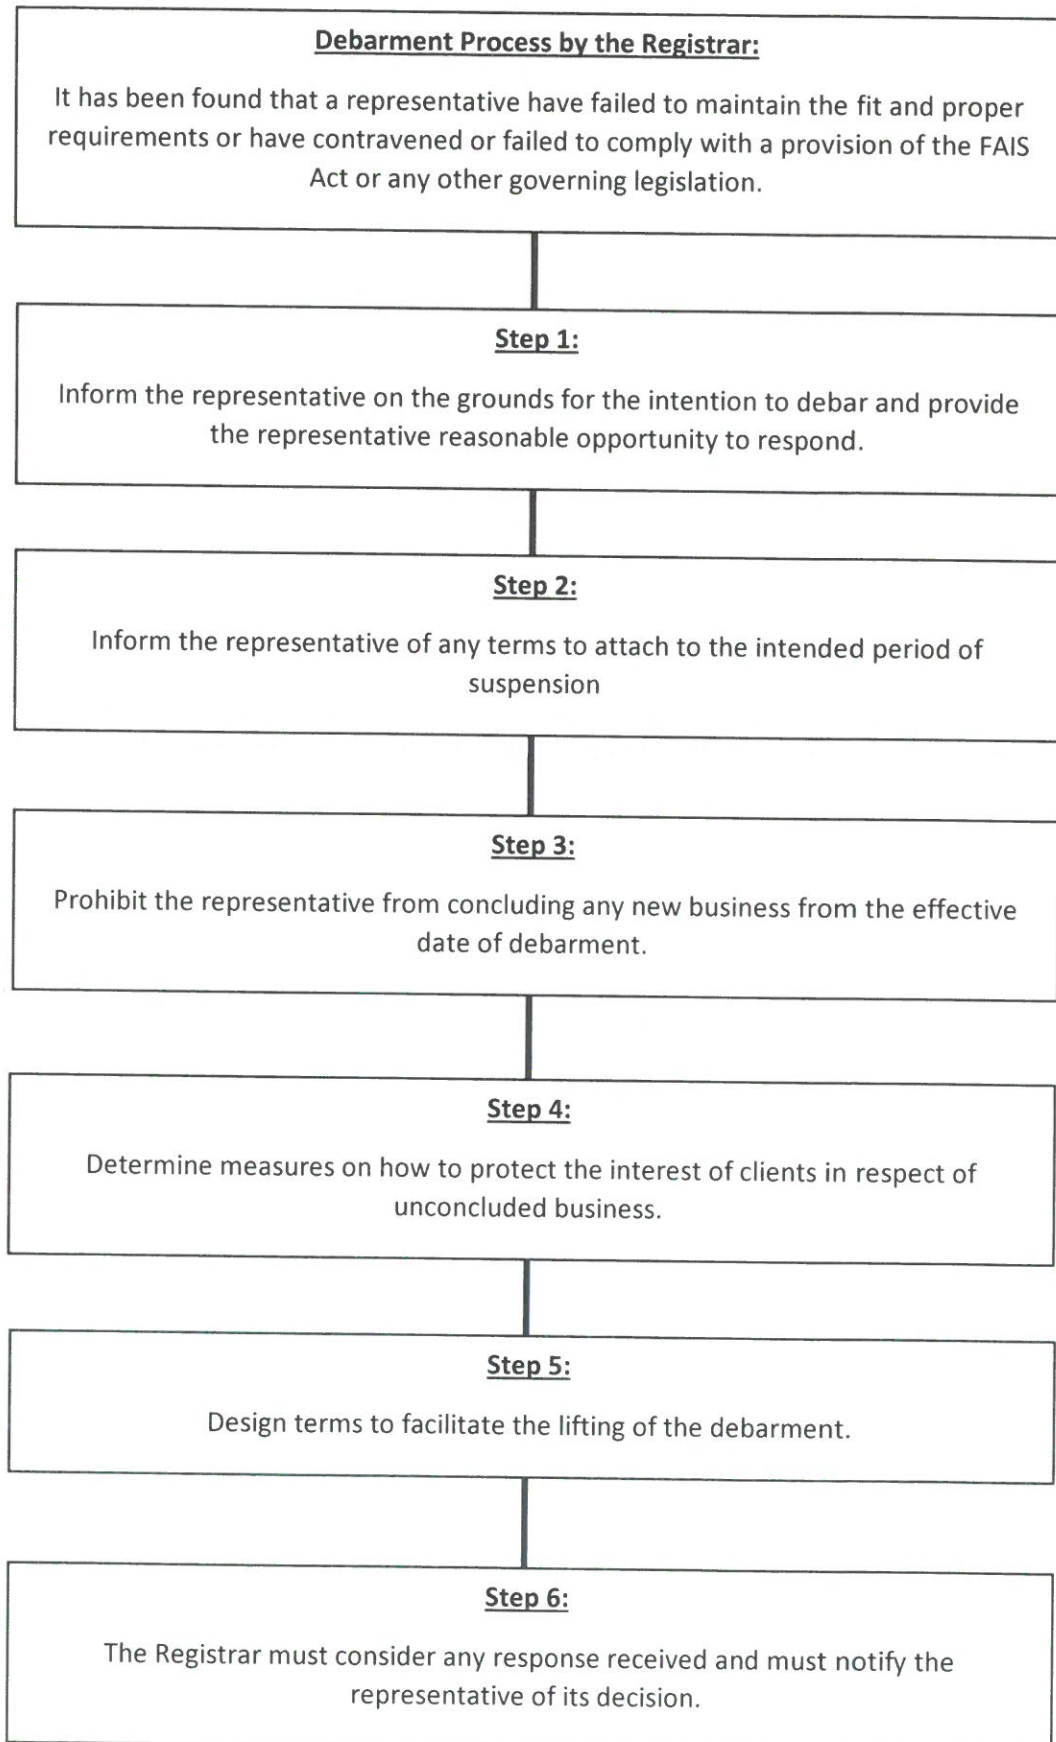 Debarment Process by the Registrar:
It has been found that a representative have failed to maintain the fit and proper
requirements or have contravened or failed to comply with a provision of the FAIS
Act or any other governing legislation.
Step 1:
Inform the representative on the grounds for the intention to debar and provide
the representative reasonable opportunity to respond.
Step 2:
Inform the representative of any terms to attach to the intended period of
suspension
Step 3:
Prohibit the representative from concluding any new business from the effective
date of debarment.
Step 4:
Determine measures on how to protect the interest of clients in respect of
unconcluded business.
Step 5:
Design terms to facilitate the lifting of the debarment.
Step 6:
The Registrar must consider any response received and must notify the
representative of its decision.